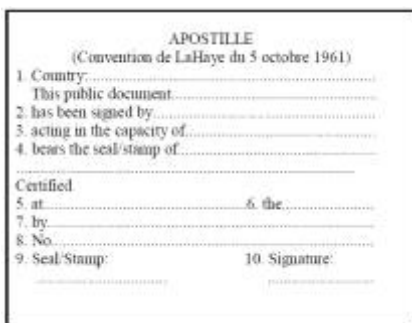 APOSTILLE
(Convention de LaHaye du 5 octobre 1961)
1. Country:
This public document
2. has been signed by
3. acting in the capacity of
4. bears the seal/stamp of
Certified
5. at 6. the
7. by
8. No.
9. Seal/Stamp: 10. Signature: